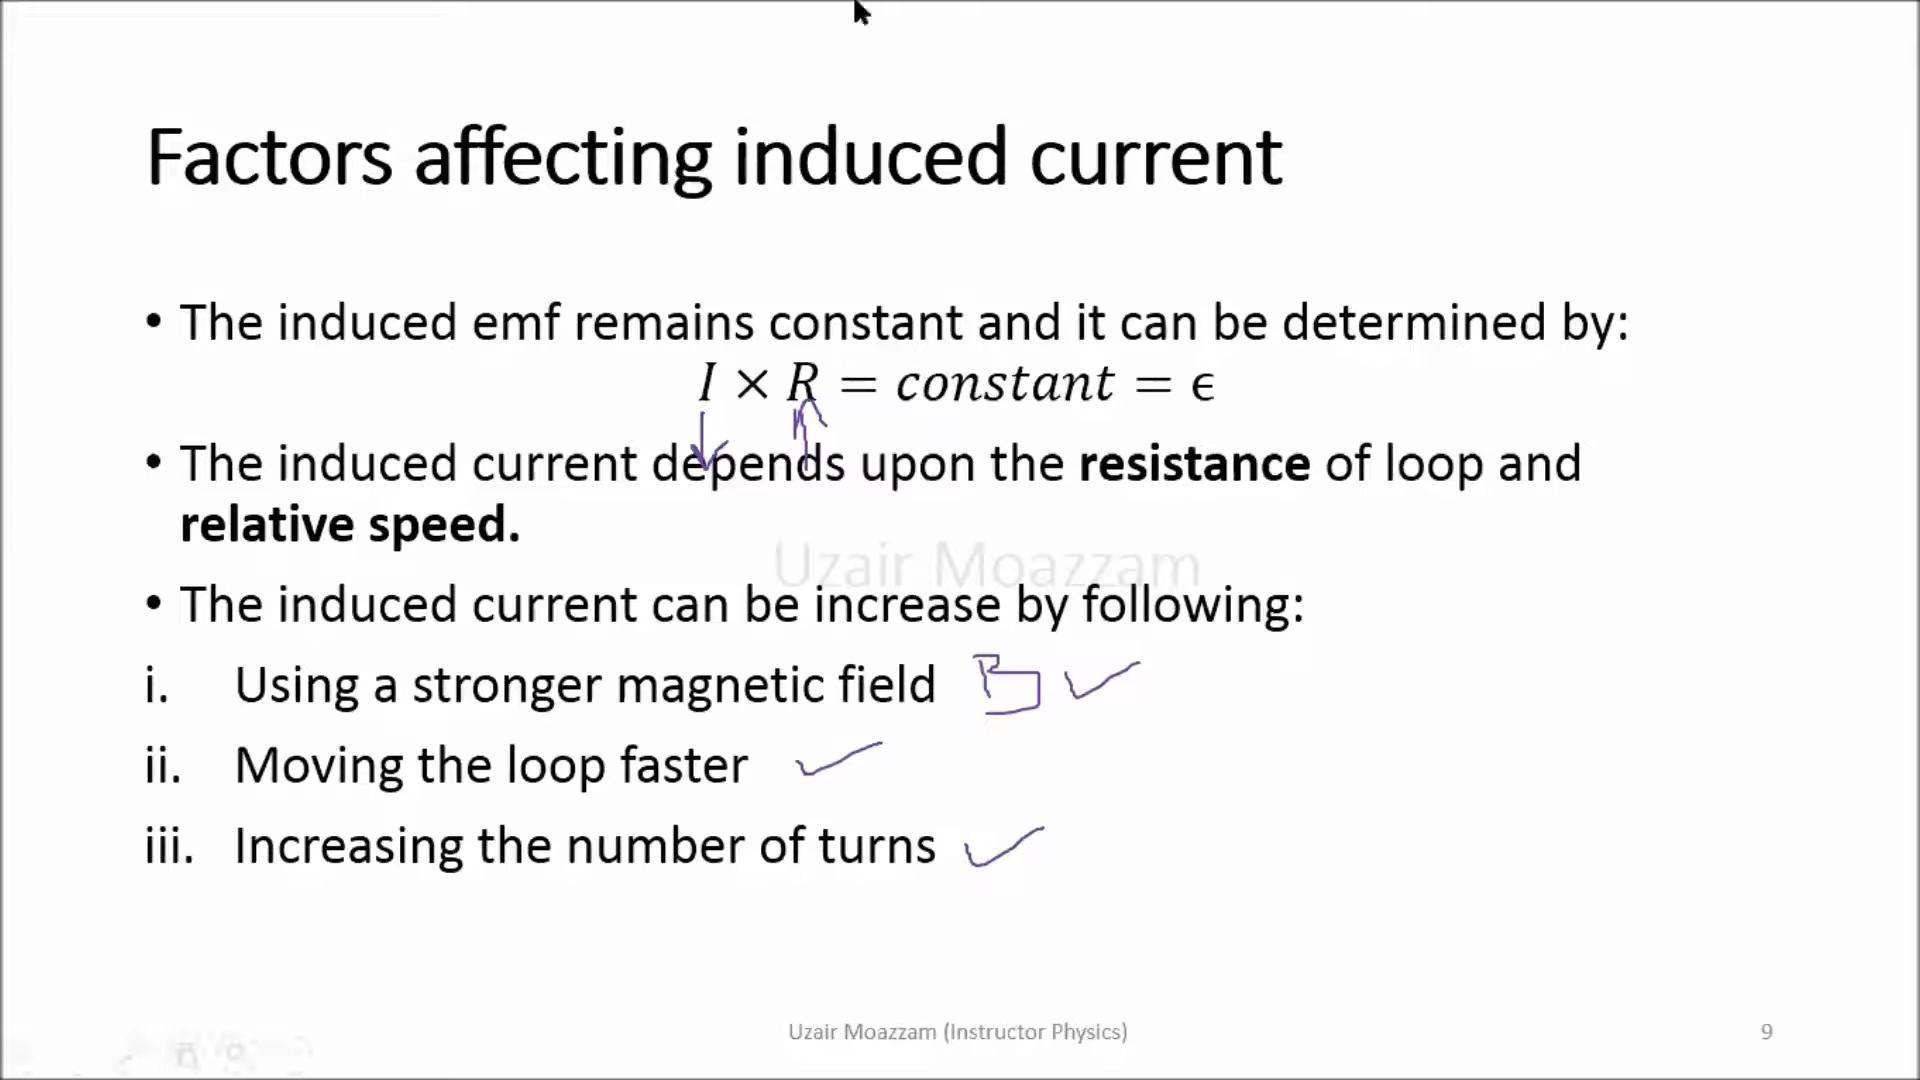 Factors affecting induced current
• The induced emf remains constant and it can be determined by:
I × R = constant = ϵ
• The induced current depends upon the resistance of loop and
relative speed.
Uzair Moazzam
• The induced current can be increase by following:
i. Using a stronger magnetic field B
ii. Moving the loop faster
iii. Increasing the number of turns
Uzair Moazzam (Instructor Physics)
9